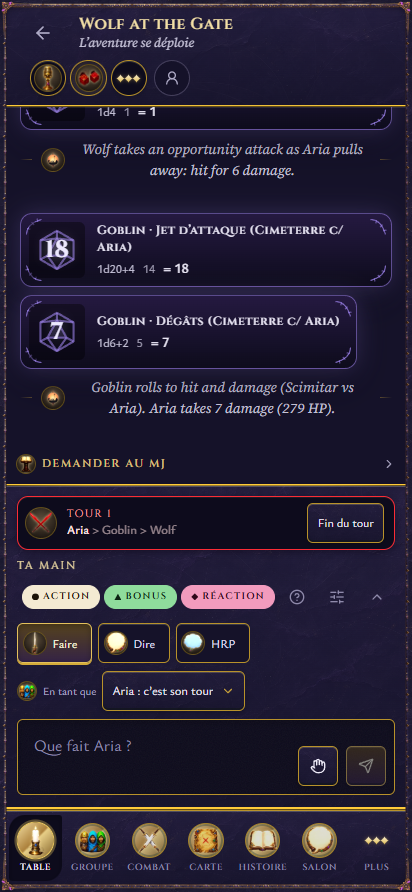 Wolf at the Gate
L'aventure se déploie
1d4 1 = 1
Wolf takes an opportunity attack as Aria pulls
away: hit for 6 damage.
18
Goblin · Jet d'attaque (Cimeterre c/
Aria)
1d20+4 14 = 18
7
Goblin · Dégâts (Cimeterre c/ Aria)
1d6+2 5 = 7
Goblin rolls to hit and damage (Scimitar vs
Aria). Aria takes 7 damage (279 HP).
DEMANDER AU MJ
TOUR 1
Aria > Goblin > Wolf
Fin du tour
TA MAIN
ACTION
BONUS
RÉACTION
Faire
Dire
HRP
En tant que
Aria : c'est son tour
Que fait Aria ?
TABLE
GROUPE
COMBAT
CARTE
HISTOIRE
SALON
PLUS